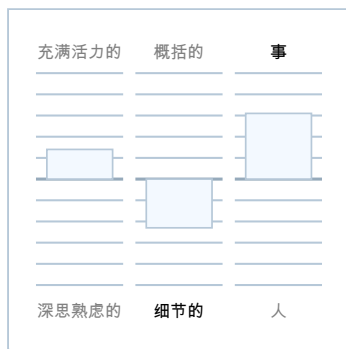 充满活力的 概括的 事
深思熟虑的 细节的 人